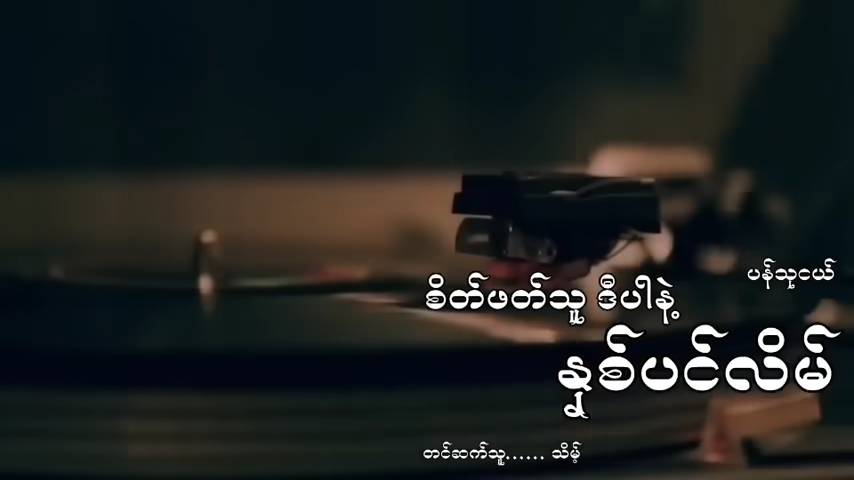 ပန်သုငယ်
စိတ်ဖတ်သူ ဒီပါနဲ့
နှစ်ပင်လိမ်
တင်ဆက်သူ...... သိမ့်